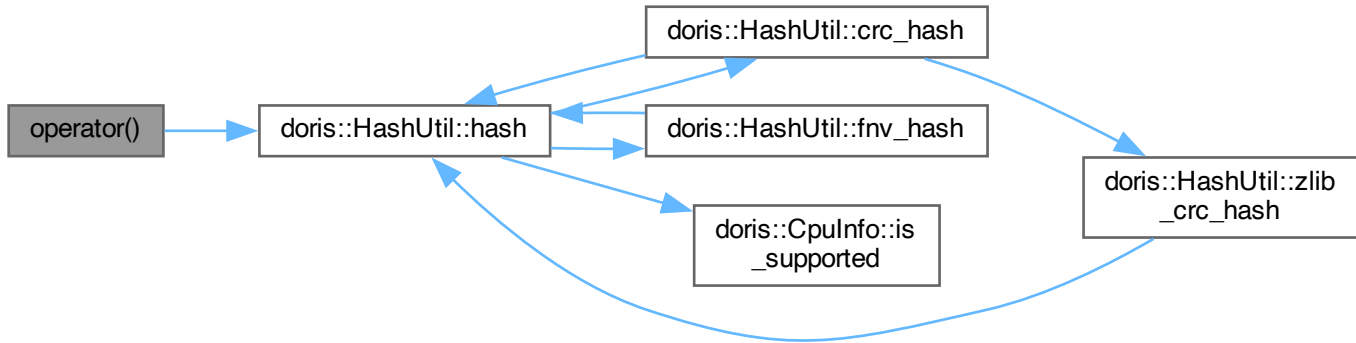 operator()
doris::HashUtil::hash
doris::HashUtil::crc_hash
doris::HashUtil::fnv_hash
doris::CpuInfo::is
_supported
doris::HashUtil::zlib
_crc_hash